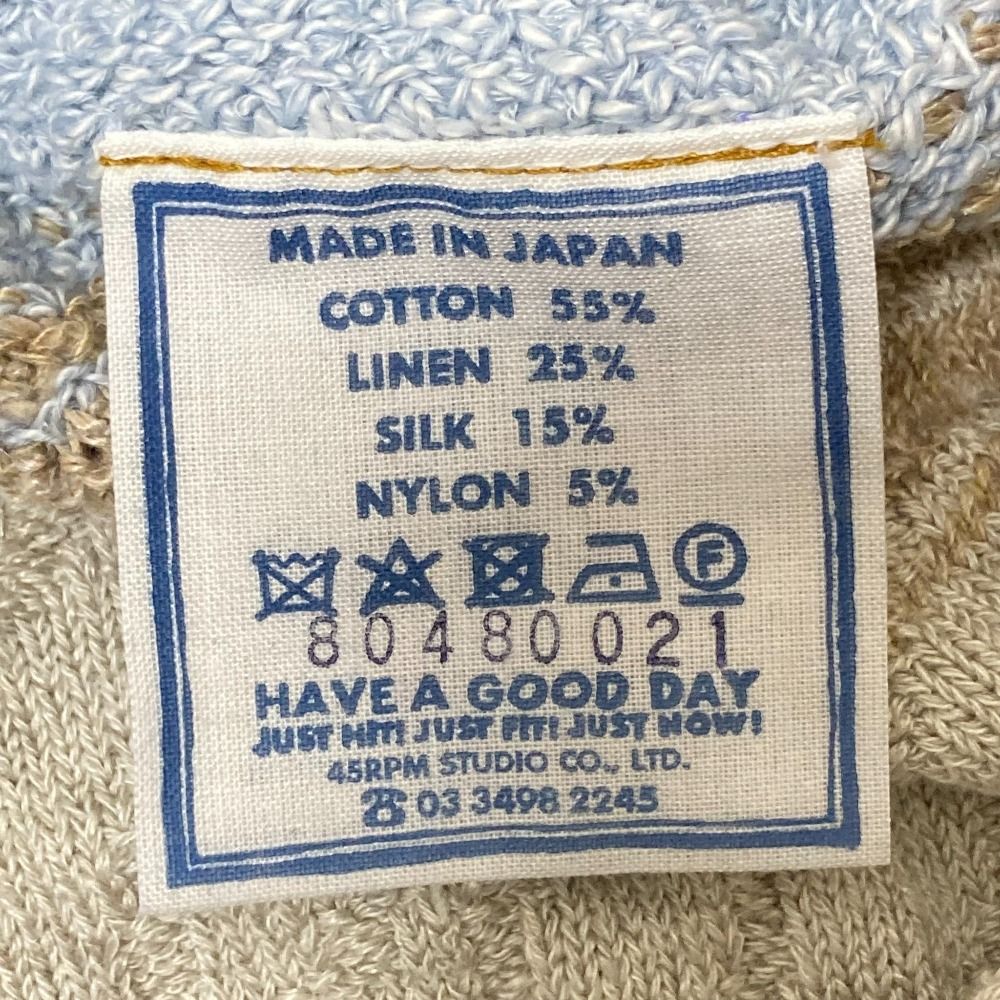 MADE IN JAPAN
COTTON 55%
LINEN 25%
SILK 15%
NYLON 5%
F
80480021
HAVE A GOOD DAY
JUST HIT! JUST FIT! JUST NOW!
45RPM STUDIO CO., LTD.
☎ 03 3498 2245